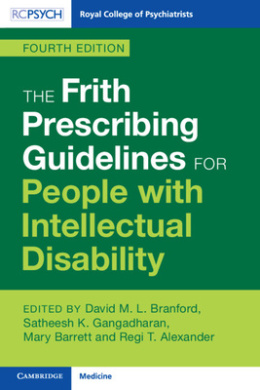 RCPSYCH Royal College of Psychiatrists
FOURTH EDITION
THE Frith
Prescribing
Guidelines FOR
People with
Intellectual
Disability
EDITED BY David M. L. Branford,
Satheesh K. Gangadharan,
Mary Barrett and Regi T. Alexander
CAMBRIDGE Medicine